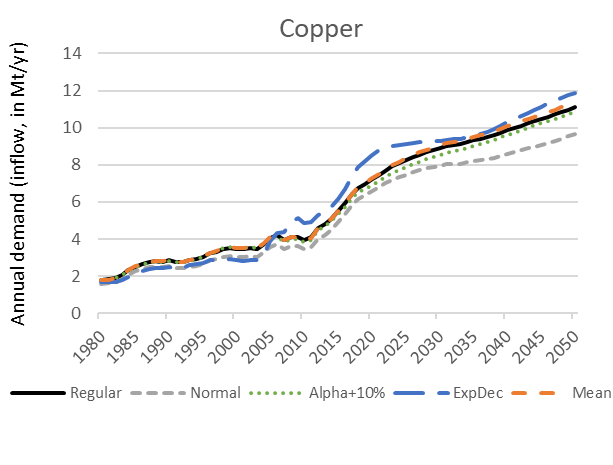 Copper
Annual demand (inflow, in Mt/yr)
14
12
10
8
6
4
2
0
1980 1985 1990 1995 2000 2005 2010 2015 2020 2025 2030 2035 2040 2045 2050
Regular Normal Alpha+10% ExpDec Mean